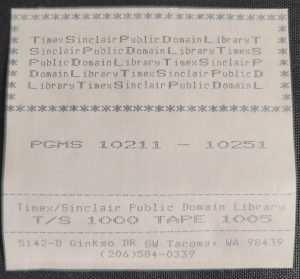 ************************
*TimexSinclairPublicDomainLibraryT*
*SinclairPublicDomainLibraryTimexS*
*PublicDomainLibraryTimexSinclairP*
*DomainLibraryTimexSinclairPublicD*
*LibraryTimexSinclairPublicDomainL*
************************
PGMS 10211 - 10251
Timex/Sinclair Public Domain Library
T/S 1000 TAPE 1005
5142-D Ginkgo DR SW Tacoma, WA 98439
(206)584-0339